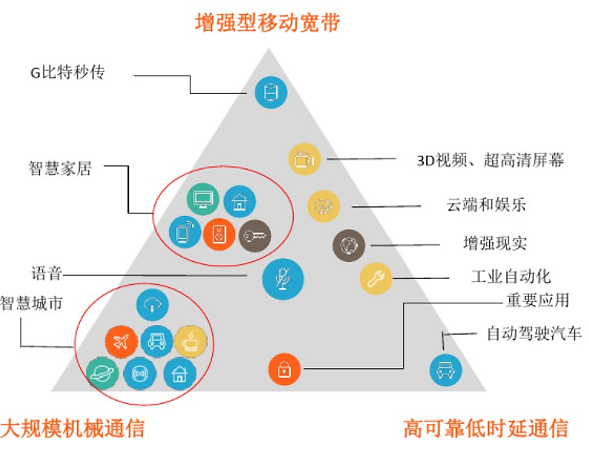 增强型移动宽带
G比特秒传
3D视频、超高清屏幕
智慧家居
云端和娱乐
增强现实
语音
工业自动化
智慧城市
重要应用
自动驾驶汽车
大规模机械通信
高可靠低时延通信